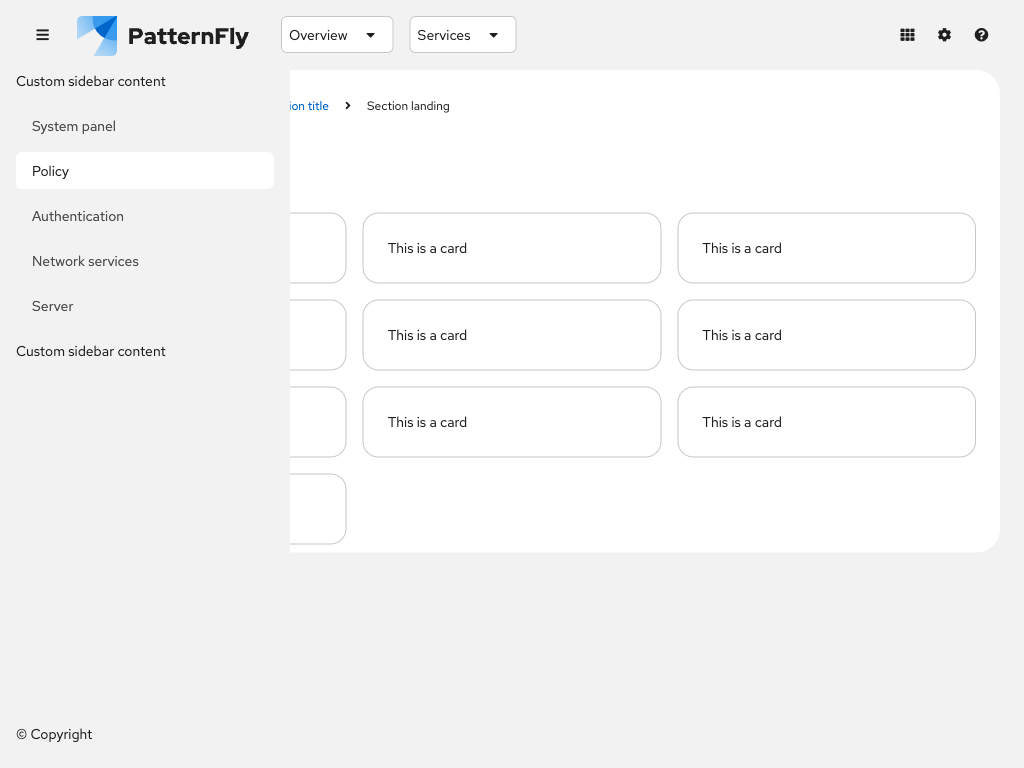 PatternFly Overview Services
Custom sidebar content
System panel
Policy
Authentication
Network services
Server
Custom sidebar content
© Copyright
title Section landing
This is a card This is a card
This is a card This is a card
This is a card This is a card